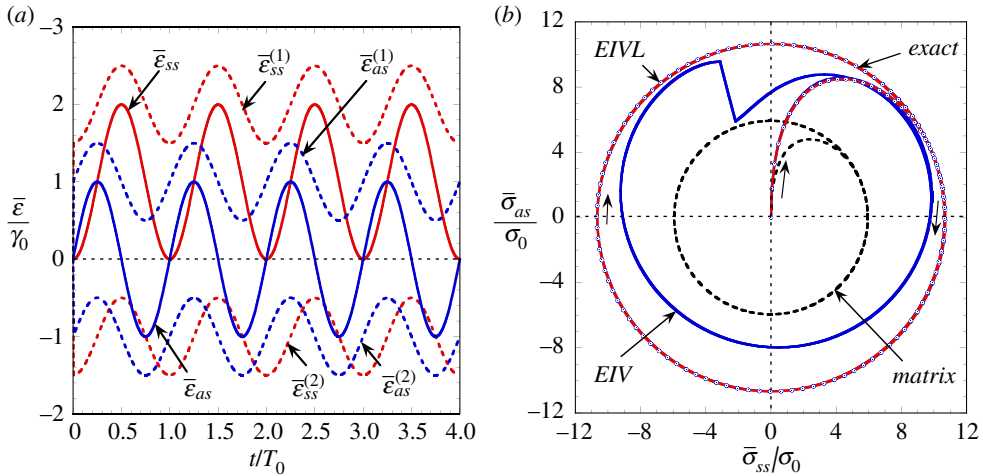 (a)
−3
2
1
0
−1
−2
ε̅
γ₀
ε̅ₛₛ
ε̅ₛₛ⁽¹⁾
ε̅ₐₛ⁽¹⁾
ε̅ₐₛ
ε̅ₛₛ⁽²⁾
ε̅ₐₛ⁽²⁾
0 0.5 1.0 1.5 2.0 2.5 3.0 3.5 4.0
t/T₀
(b)
12
8
4
0
−4
−8
−12
σ̅ₐₛ
σ₀
EIVL
exact
EIV
matrix
−12 −8 −4 0 4 8 12
σ̅ₛₛ/σ₀